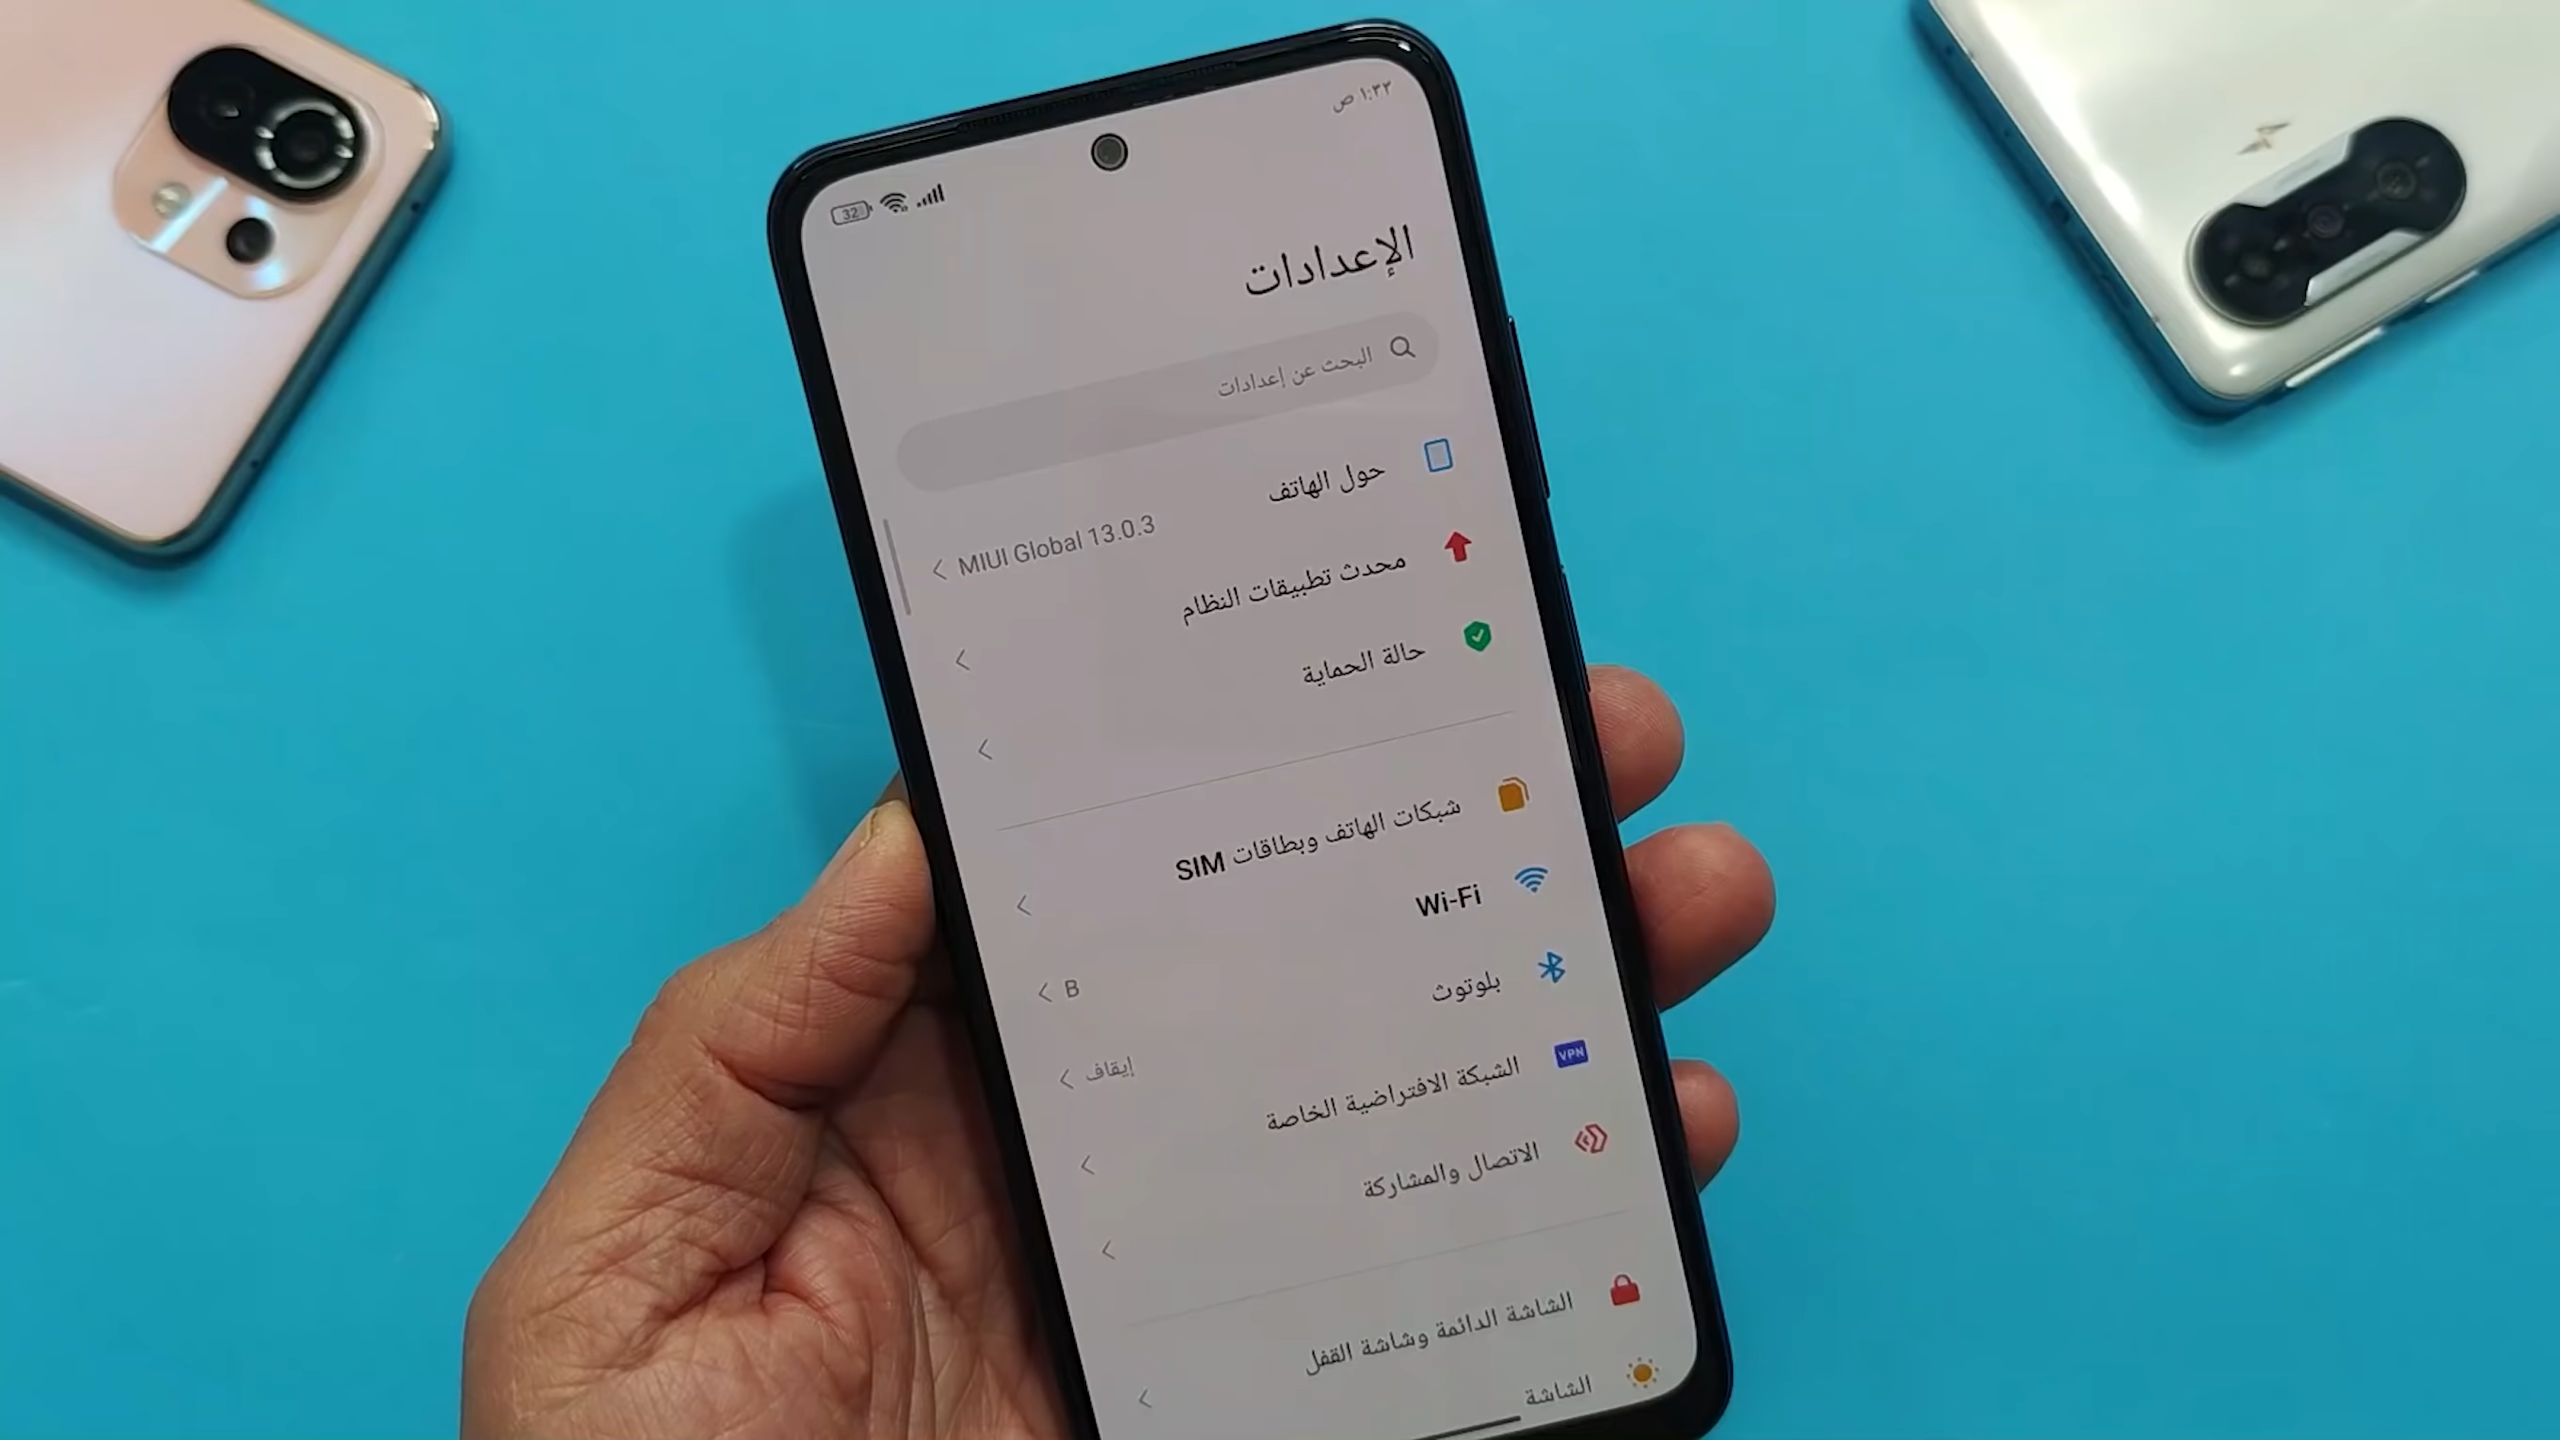 ١:٣٢ ص
32
الإعدادات
البحث عن إعدادات
حول الهاتف
MIUI Global 13.0.3
محدث تطبيقات النظام
حالة الحماية
شبكات الهاتف وبطاقات SIM
Wi-Fi
B
بلوتوث
إيقاف
VPN
الشبكة الافتراضية الخاصة
الاتصال والمشاركة
الشاشة الدائمة وشاشة القفل
الشاشة